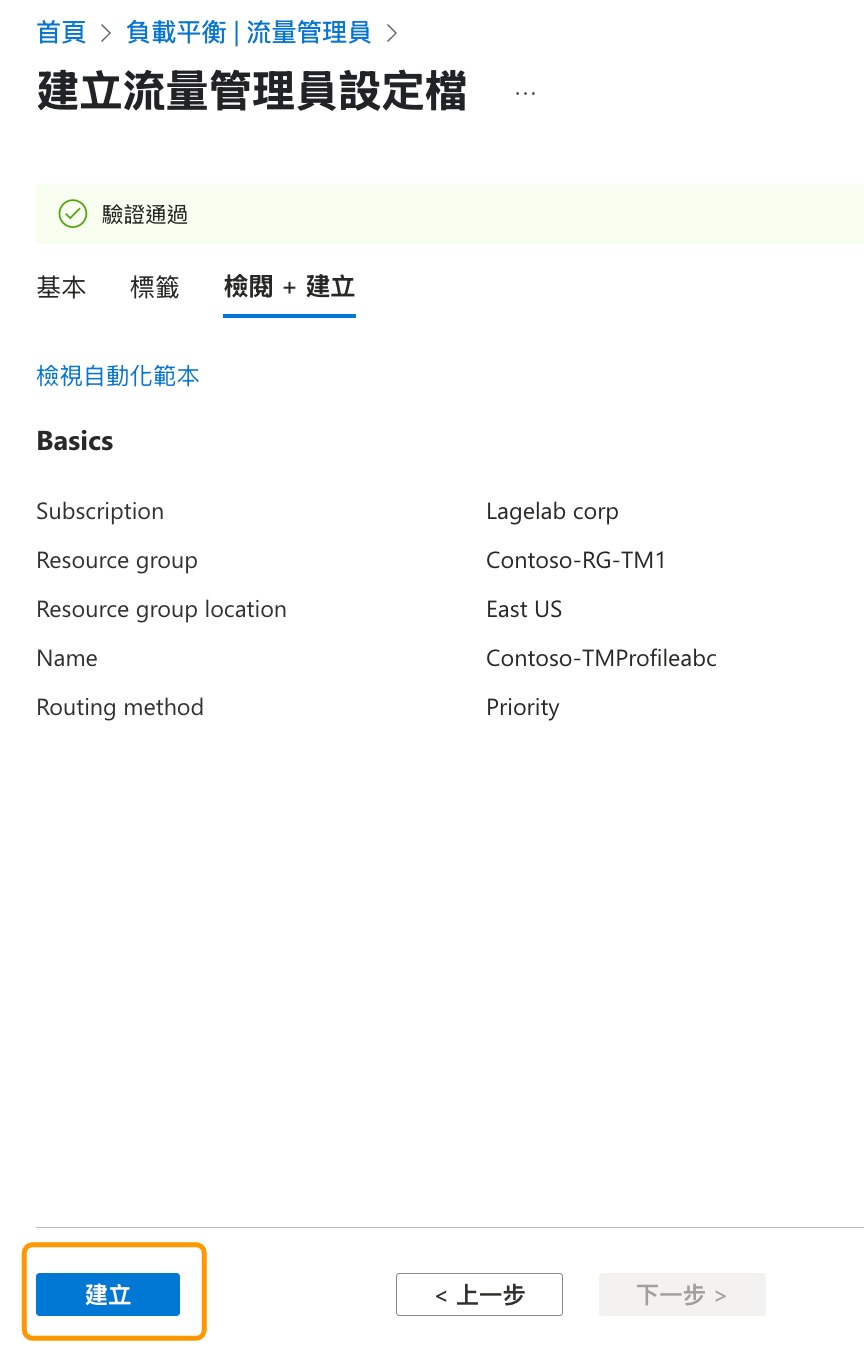 首頁 > 負載平衡 | 流量管理員 >
建立流量管理員設定檔 ...
驗證通過
基本 標籤 檢閱 + 建立
檢視自動化範本
Basics
Subscription Lagelab corp
Resource group Contoso-RG-TM1
Resource group location East US
Name Contoso-TMProfileabc
Routing method Priority
建立 < 上一步 下一步 >